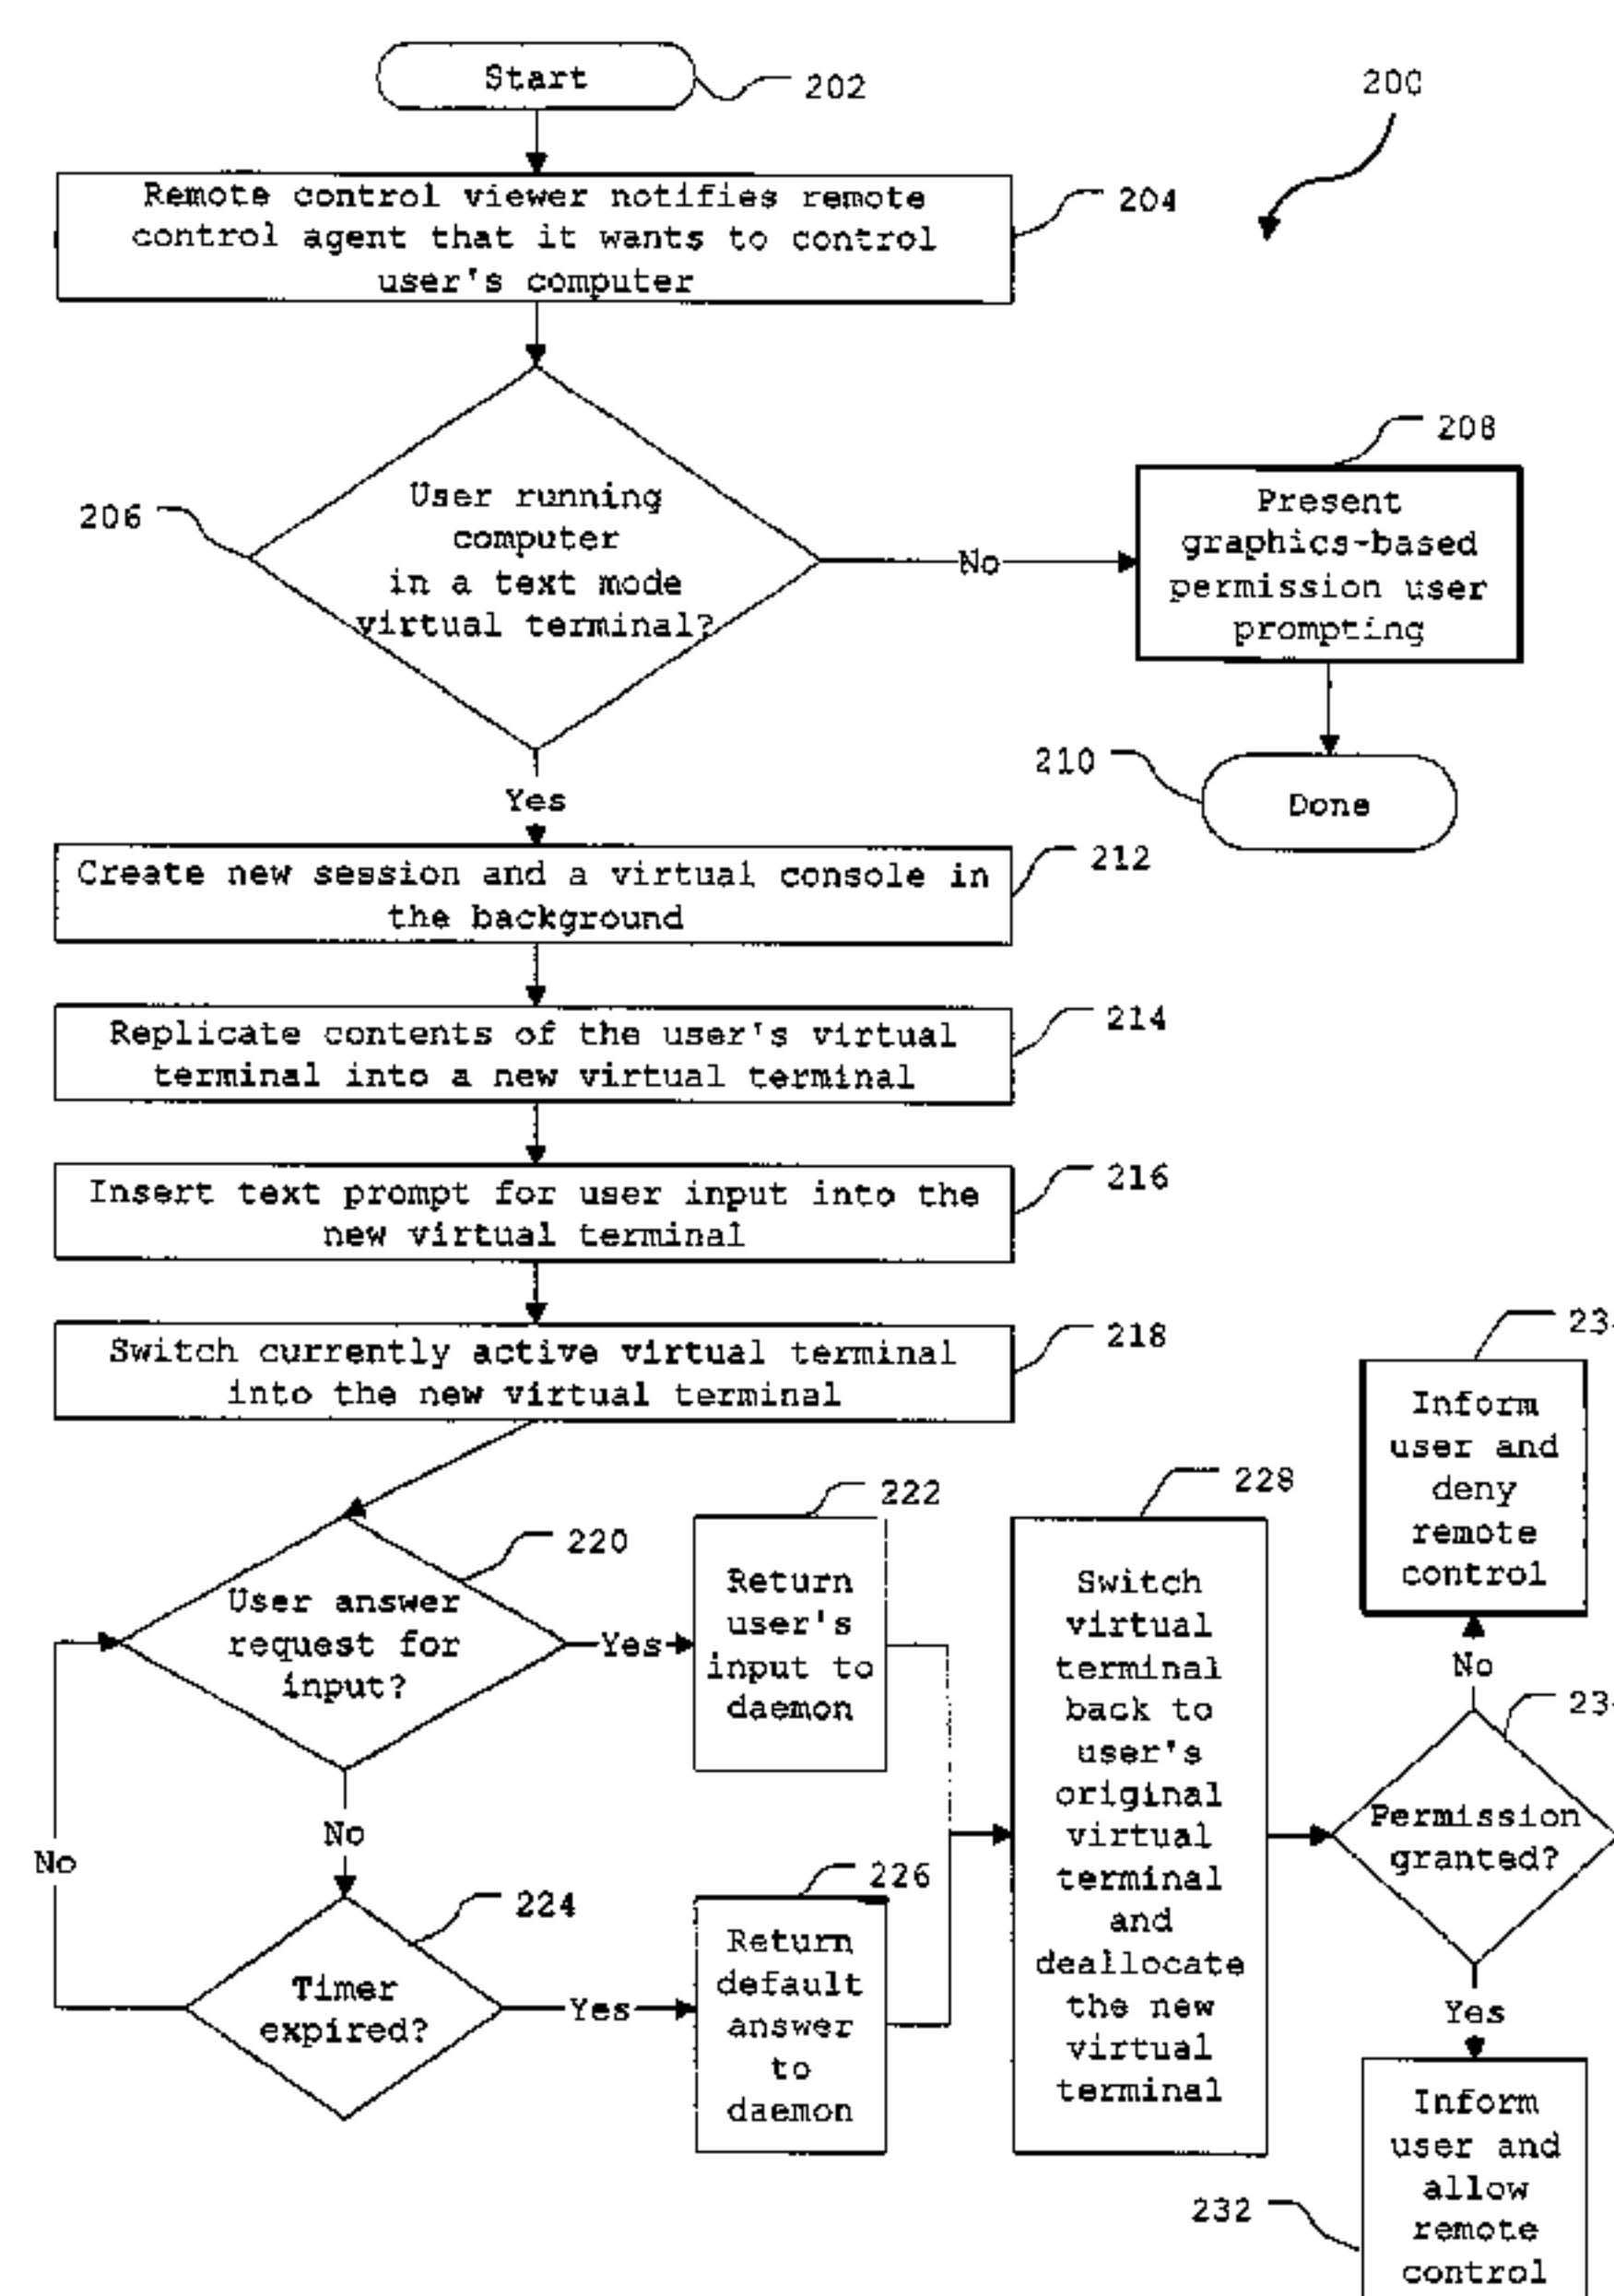 Start
202
200
Remote control viewer notifies remote
control agent that it wants to control
user's computer
204
206
User running
computer
in a text mode
virtual terminal?
No
208
Present
graphics-based
permission user
prompting
210
Done
Yes
Create new session and a virtual console in
the background
212
Replicate contents of the user's virtual
terminal into a new virtual terminal
214
Insert text prompt for user input into the
new virtual terminal
216
Switch currently active virtual terminal
into the new virtual terminal
218
220
User answer
request for
input?
Yes
222
Return
user's
input to
daemon
No
No
224
Timer
expired?
Yes
226
Return
default
answer
to
daemon
228
Switch
virtual
terminal
back to
user's
original
virtual
terminal
and
deallocate
the new
virtual
terminal
Inform
user and
deny
remote
control
No
Permission
granted?
Yes
232
Inform
user and
allow
remote
control